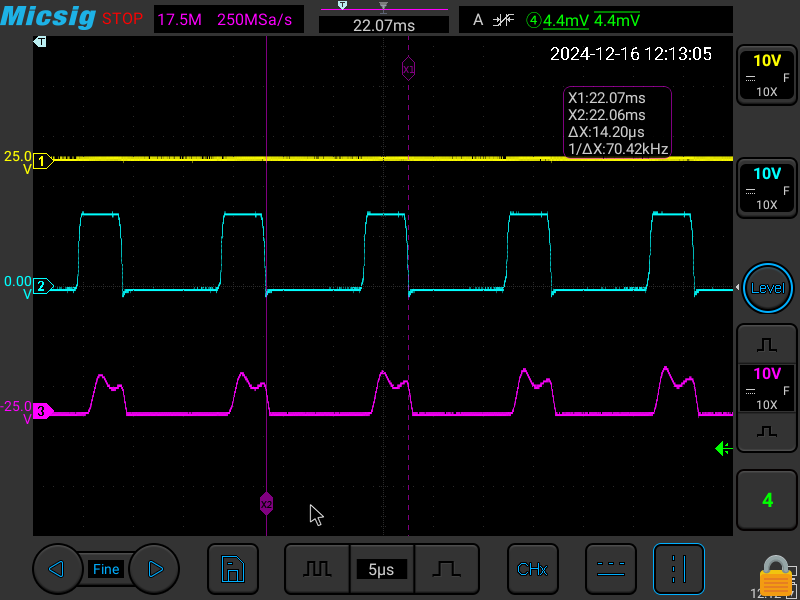 Micsig STOP 17.5M 250MSa/s T 22.07ms A 4 4.4mV 4.4mV
T
2024-12-16 12:13:05
X1
X1:22.07ms
X2:22.06ms
ΔX:14.20µs
1/ΔX:70.42kHz
10V
F
10X
25.0
V
1
10V
F
10X
0.00
V
2
Level
10V
F
10X
-25.0
V
3
X2
4
Fine
5µs
CHx